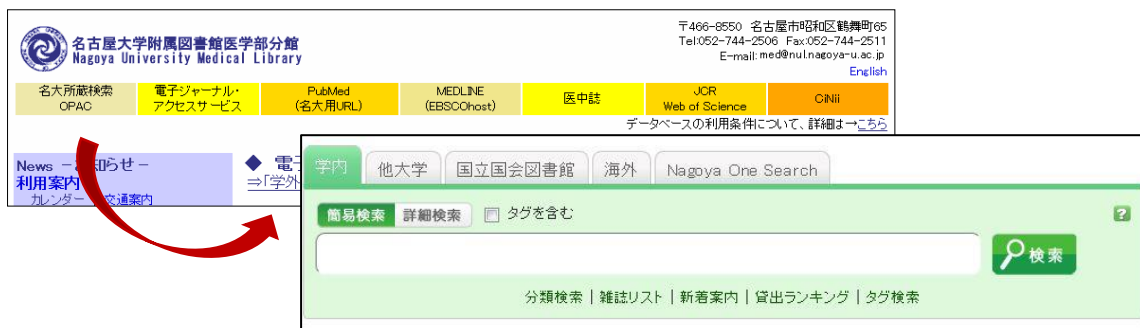 名古屋大学附属図書館医学部分館
Nagoya University Medical Library
〒466-8550 名古屋市昭和区鶴舞町65
Tel:052-744-2506 Fax:052-744-2511
E-mail: med@nul.nagoya-u.ac.jp
English
名大所蔵検索
OPAC
電子ジャーナル・
アクセスサービス
PubMed
(名大用URL)
MEDLINE
(EBSCOhost)
医中誌
JCR
Web of Science
CiNii
データベースの利用条件について、詳細は→こちら
News －お知らせ－
利用案内
カレンダー
交通案内
◆ 電子
⇒「学外
学内
他大学
国立国会図書館
海外
Nagoya One Search
簡易検索
詳細検索
タグを含む
?
検索
分類検索 | 雑誌リスト | 新着案内 | 貸出ランキング | タグ検索